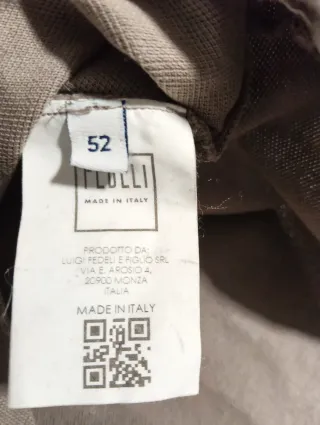 52
FEDELI
MADE IN ITALY
PRODOTTO DA:
LUIGI FEDELI E FIGLIO SRL
VIA E. AROSIO 4,
20900 MONZA
ITALIA
MADE IN ITALY